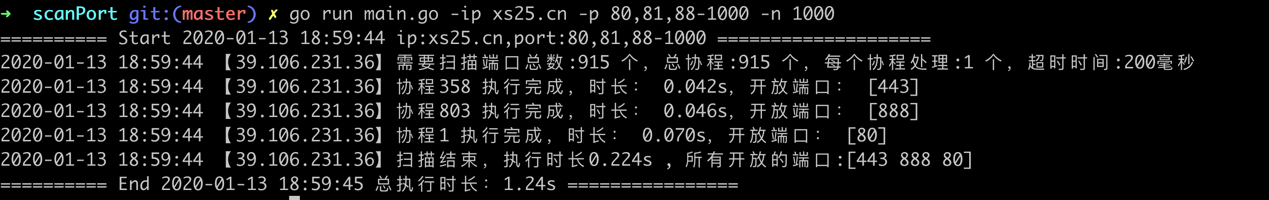 ➜  scanPort git:(master) ✗ go run main.go -ip xs25.cn -p 80,81,88-1000 -n 1000
========== Start 2020-01-13 18:59:44 ip:xs25.cn,port:80,81,88-1000 ====================
2020-01-13 18:59:44 【39.106.231.36】需要扫描端口总数:915 个，总协程:915 个，每个协程处理:1 个，超时时间:200毫秒
2020-01-13 18:59:44 【39.106.231.36】协程358 执行完成，时长： 0.042s，开放端口： [443]
2020-01-13 18:59:44 【39.106.231.36】协程803 执行完成，时长： 0.046s，开放端口： [888]
2020-01-13 18:59:44 【39.106.231.36】协程1 执行完成，时长： 0.070s，开放端口： [80]
2020-01-13 18:59:44 【39.106.231.36】扫描结束，执行时长0.224s , 所有开放的端口:[443 888 80]
========== End 2020-01-13 18:59:45 总执行时长：1.24s ================